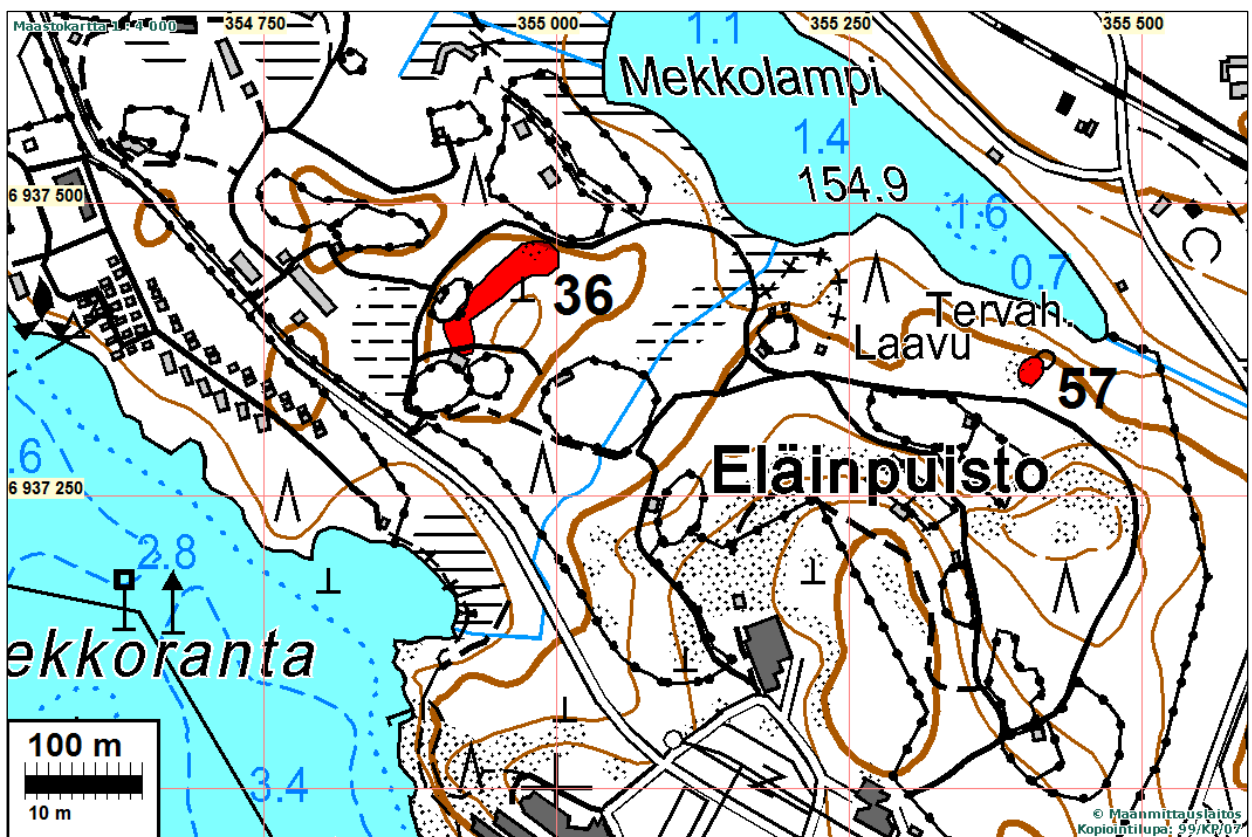 Maastokartta 1 : 4 000
354 750
355 000
355 250
355 500
1.1
Mekkolampi
1.4
154.9
6 937 500
1.6
0.7
36
Tervah.
Laavu
57
.6
Eläinpuisto
6 937 250
2.8
ekkoranta
100 m
10 m
3.4
© Maanmittauslaitos
Kopiointilupa: 99/KP/07